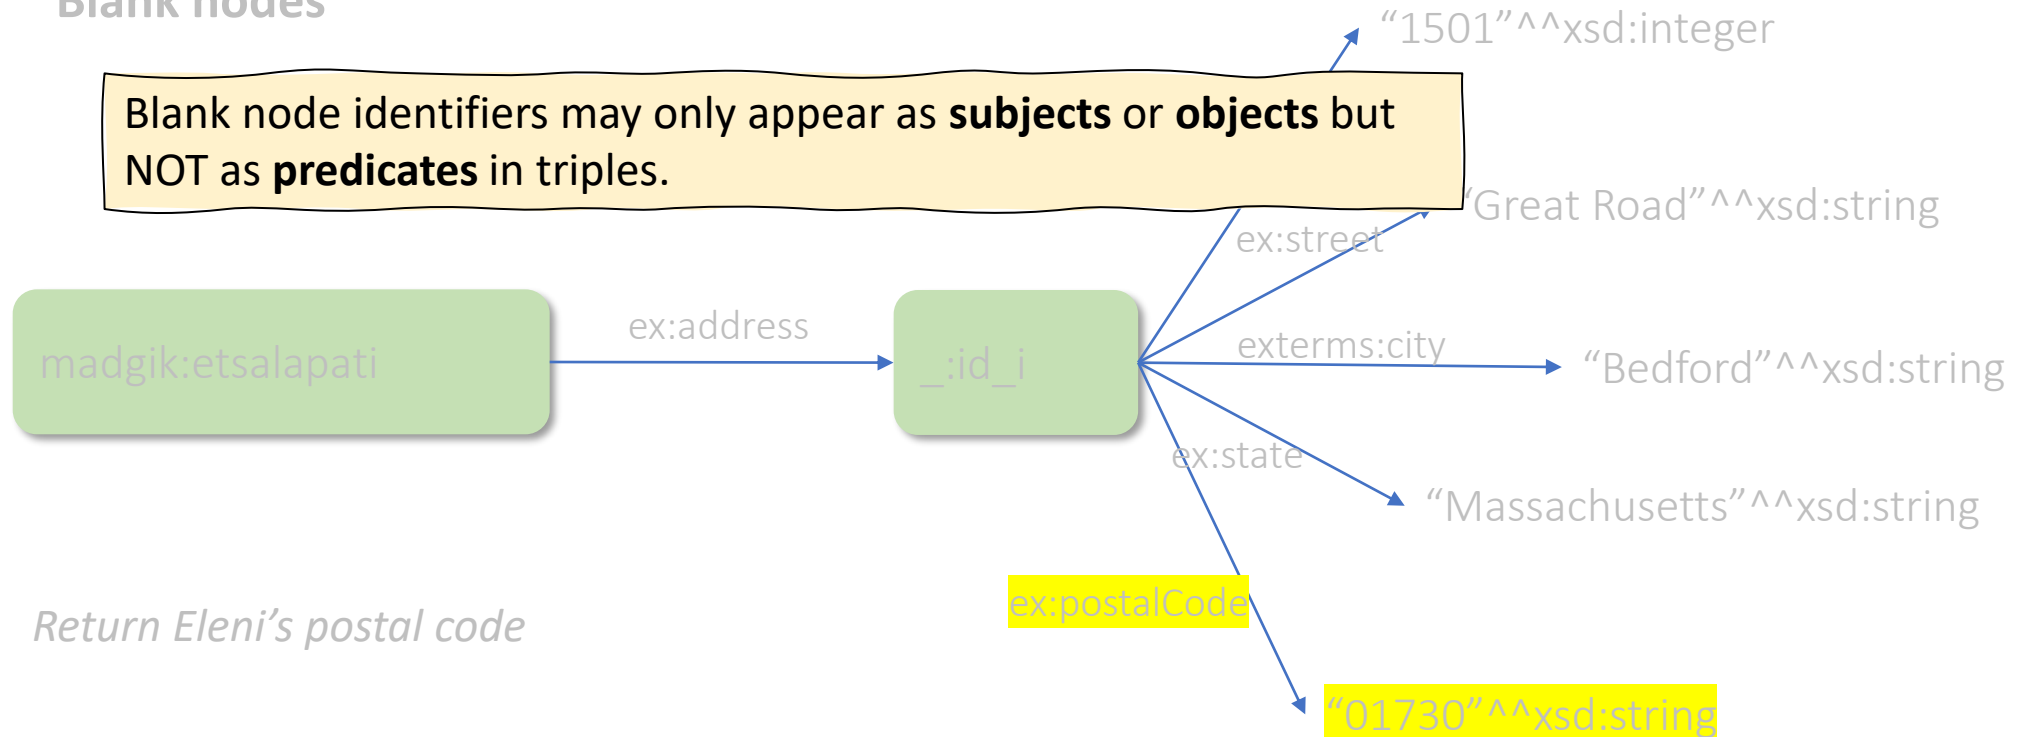 Blank nodes
“1501”^^xsd:integer
Blank node identifiers may only appear as subjects or objects but
NOT as predicates in triples.
“Great Road”^^xsd:string
ex:street
madgik:etsalapati
ex:address
_:id_i
exterms:city
“Bedford”^^xsd:string
ex:state
“Massachusetts”^^xsd:string
Return Eleni’s postal code
ex:postalCode
“01730”^^xsd:string